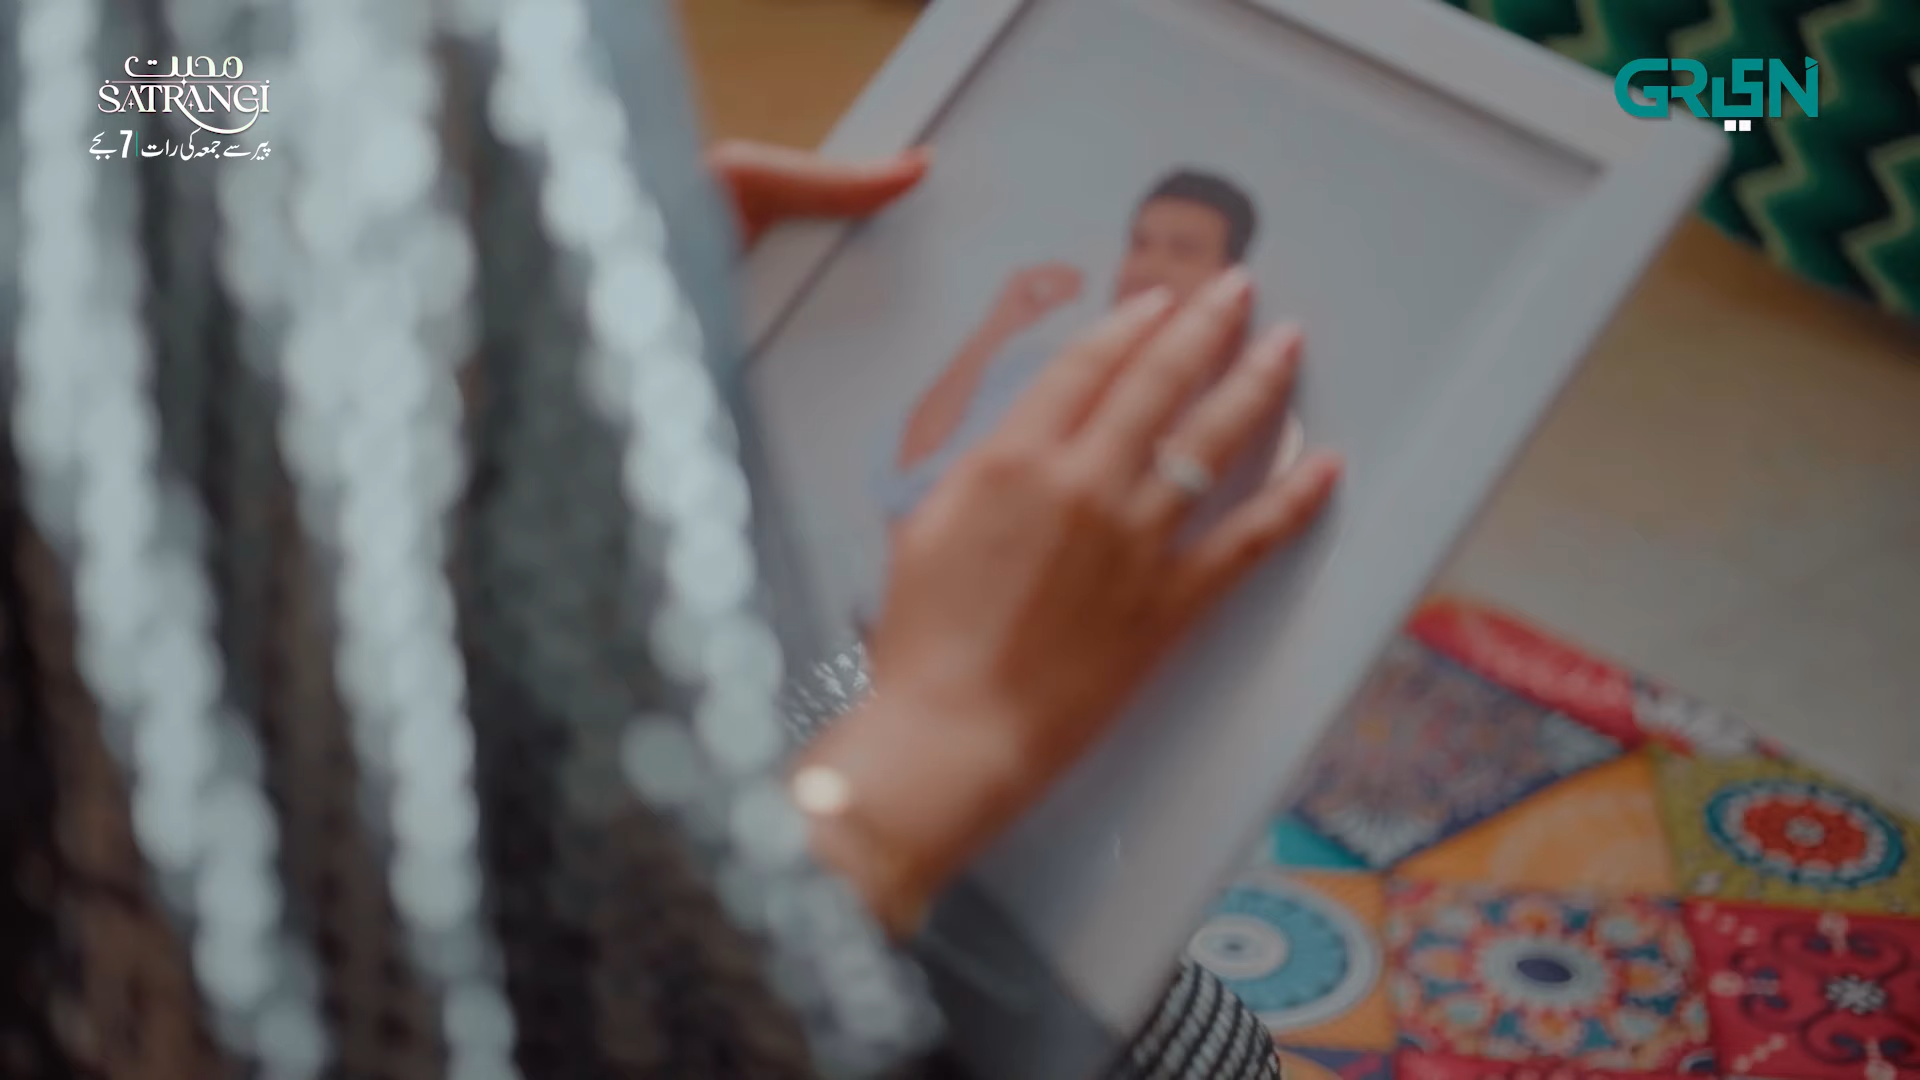 محبت
SATRANGI
پیر سے جمعہ کی رات 7 بجے
GREEN